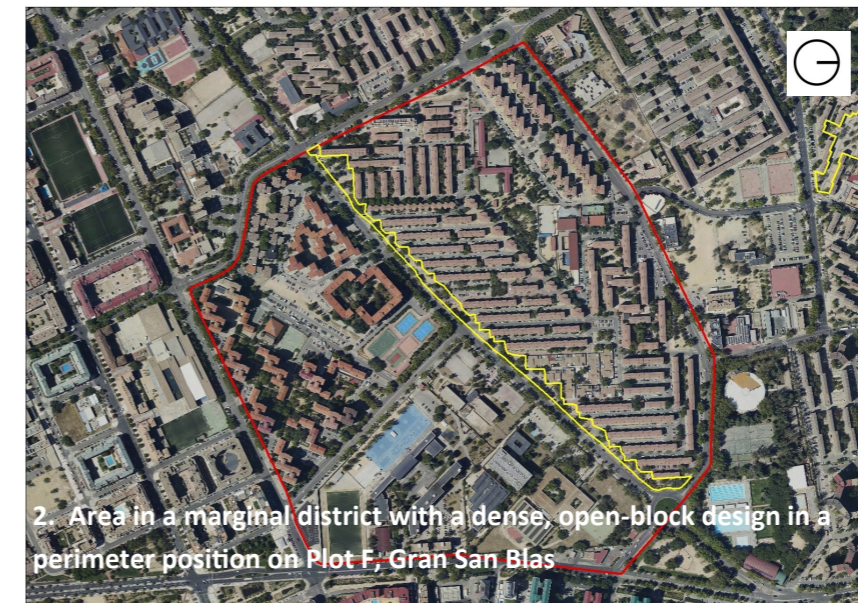 2. Area in a marginal district with a dense, open-block design in a
perimeter position on Plot F, Gran San Blas